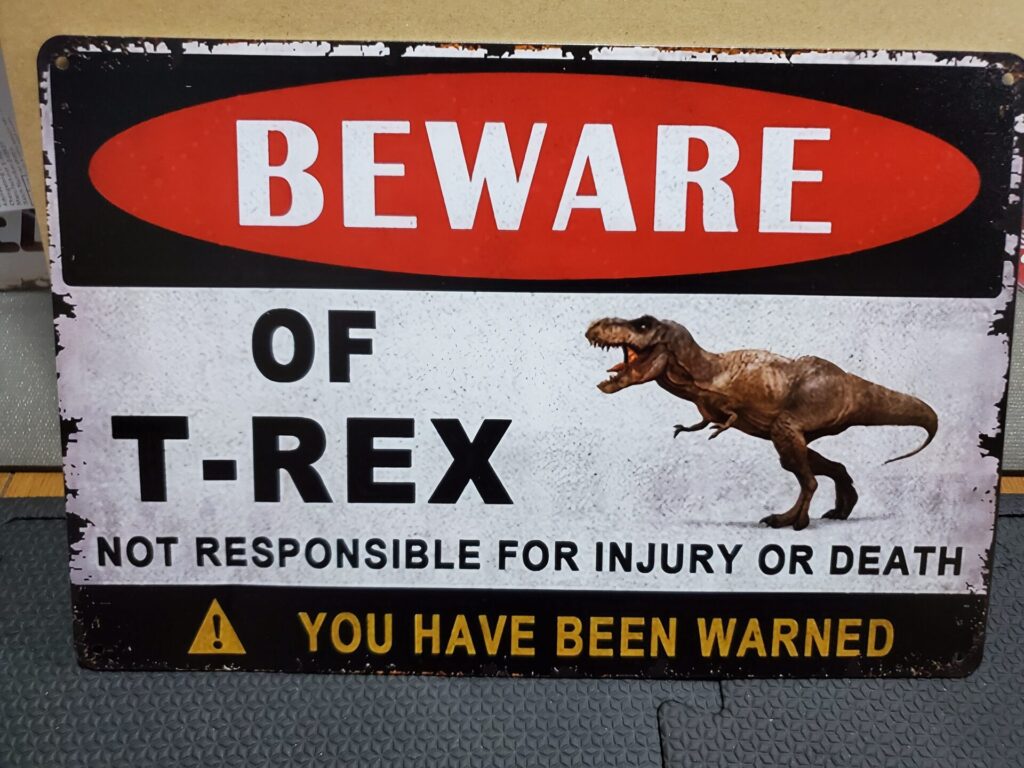 BEWARE
OF
T-REX
NOT RESPONSIBLE FOR INJURY OR DEATH
YOU HAVE BEEN WARNED